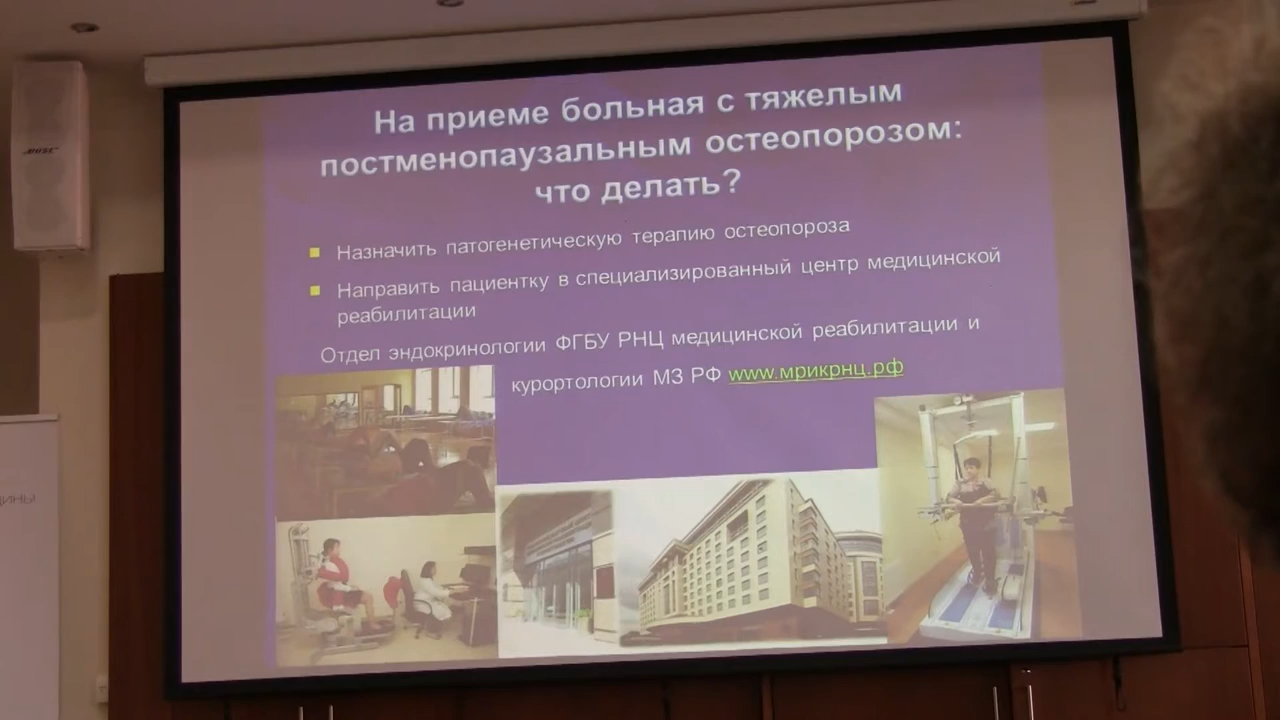 На приеме больная с тяжелым
постменопаузальным остеопорозом:
что делать?
Назначить патогенетическую терапию остеопороза
Направить пациентку в специализированный центр медицинской
реабилитации
Отдел эндокринологии ФГБУ РНЦ медицинской реабилитации и
курортологии МЗ РФ www.мрикрнц.рф
BOSE